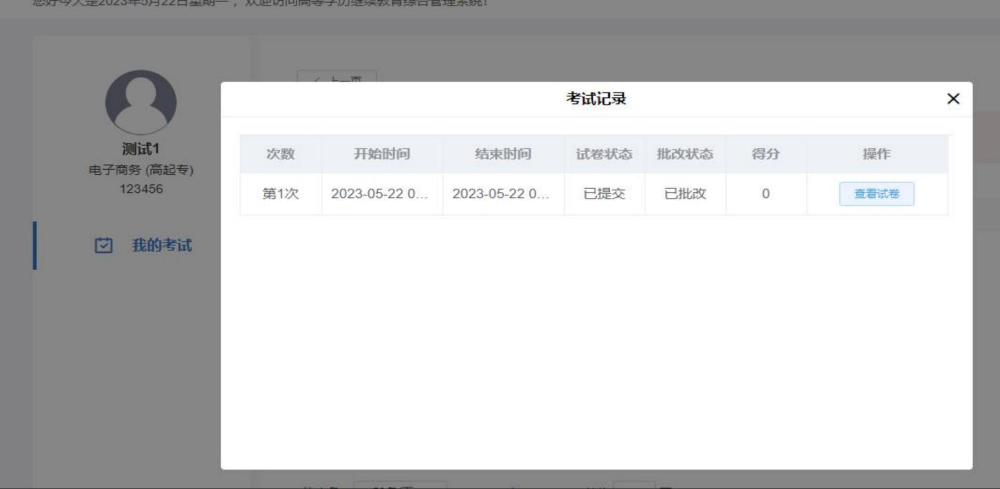 您好今天是2023年5月22日星期一，欢迎访问高等学历继续教育综合管理系统!
上一页
考试记录
测试1
电子商务 (高起专)
123456
我的考试
次数 开始时间 结束时间 试卷状态 批改状态 得分 操作
第1次 2023-05-22 0... 2023-05-22 0... 已提交 已批改 0 查看试卷